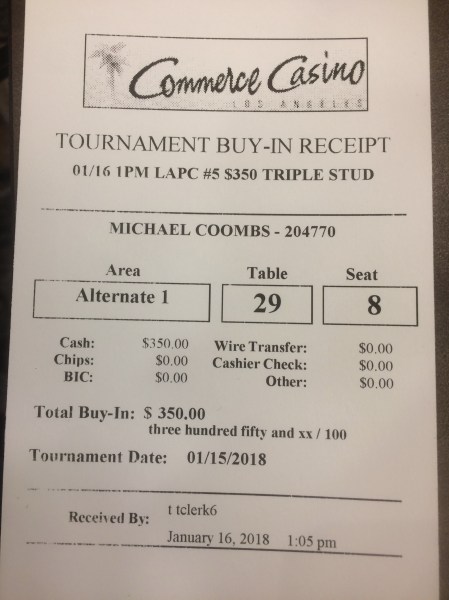 Commerce Casino
LOS ANGELES
TOURNAMENT BUY-IN RECEIPT
01/16 1PM LAPC #5 $350 TRIPLE STUD
MICHAEL COOMBS - 204770
Area Table Seat
Alternate 1 29 8
Cash: $350.00 Wire Transfer: $0.00
Chips: $0.00 Cashier Check: $0.00
BIC: $0.00 Other: $0.00
Total Buy-In: $ 350.00
three hundred fifty and xx / 100
Tournament Date: 01/15/2018
Received By: t tclerk6
January 16, 2018 1:05 pm